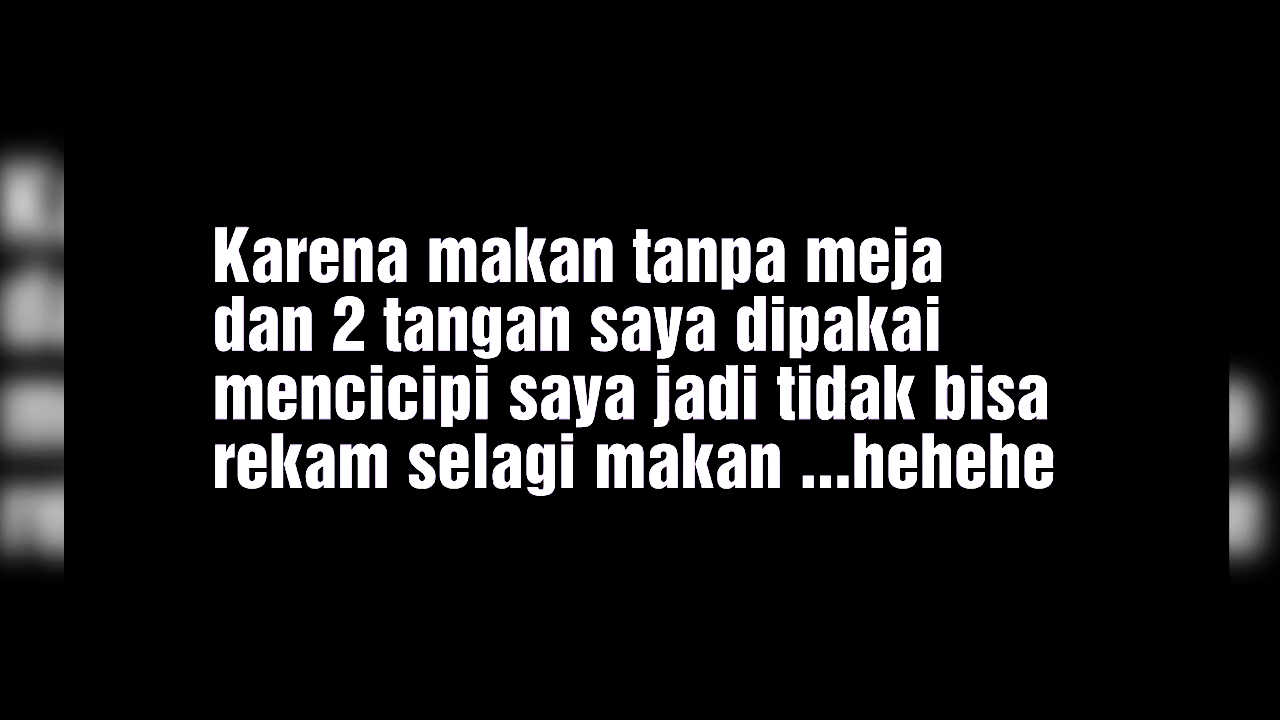 Karena makan tanpa meja
dan 2 tangan saya dipakai
mencicipi saya jadi tidak bisa
rekam selagi makan ...hehehe